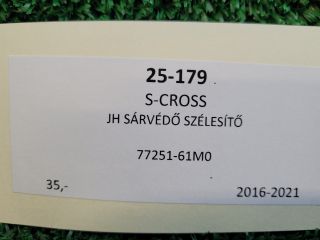 25-179
S-CROSS
JH SÁRVÉDŐ SZÉLESÍTŐ
77251-61M0
35,-
2016-2021